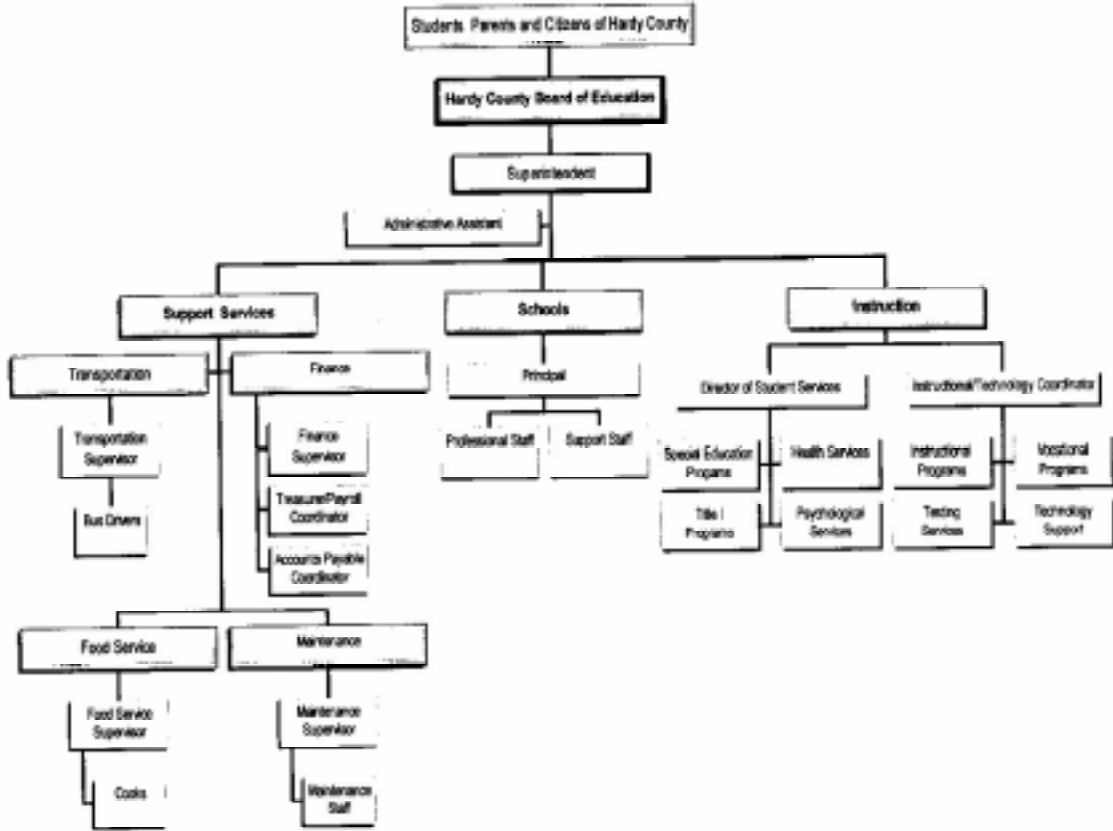 Students Parents and Citizens of Hardy County
Hardy County Board of Education
Superintendent
Administrative Assistant
Support Services
Schools
Instruction
Transportation
Finance
Principal
Director of Student Services
Instructional/Technology Coordinator
Transportation
Supervisor
Finance
Supervisor
Professional Staff
Support Staff
Special Education
Programs
Health Services
Instructional
Programs
Vocational
Programs
Bus Drivers
Treasurer/Payroll
Coordinator
Title I
Programs
Psychological
Services
Testing
Services
Technology
Support
Accounts Payable
Coordinator
Food Service
Maintenance
Food Service
Supervisor
Maintenance
Supervisor
Cooks
Maintenance
Staff